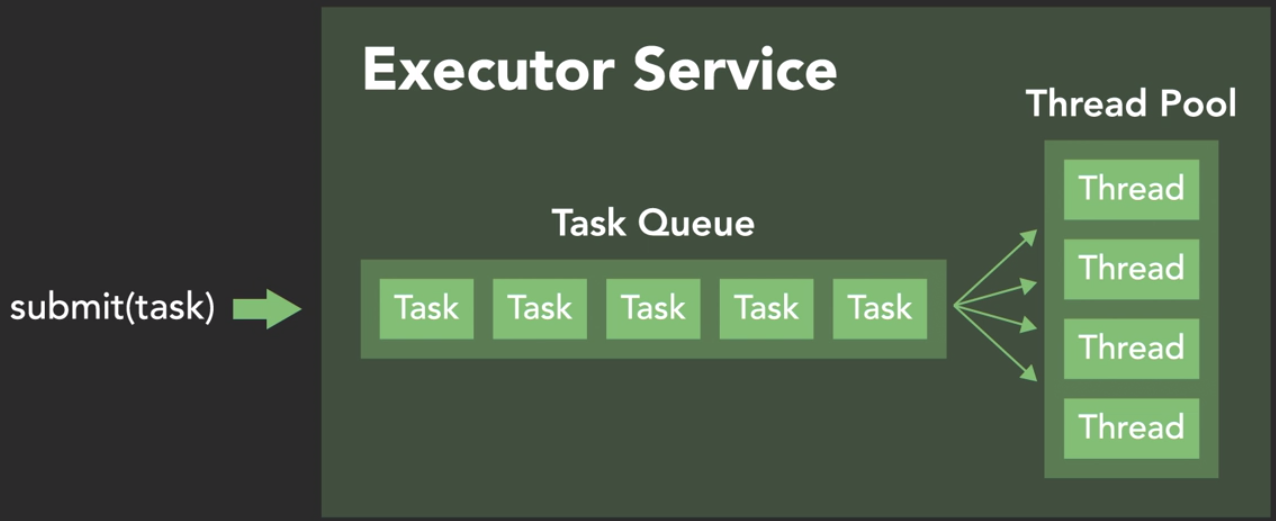 Executor Service
Thread Pool
Thread
Task Queue
Thread
submit(task)
Task Task Task Task Task
Thread
Thread